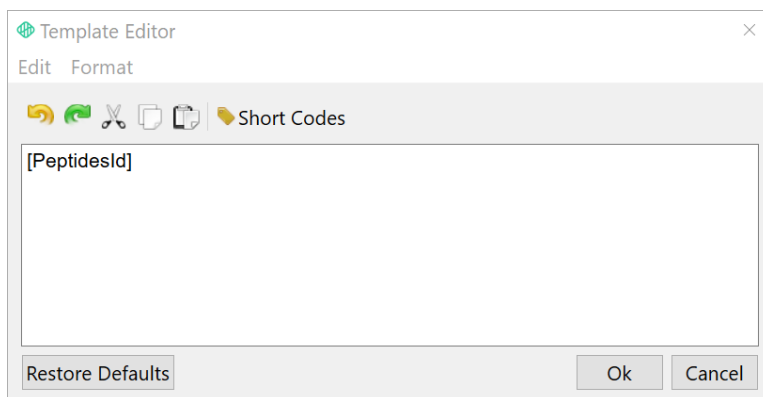 Template Editor
Edit Format
Short Codes
[PeptidesId]
Restore Defaults Ok Cancel